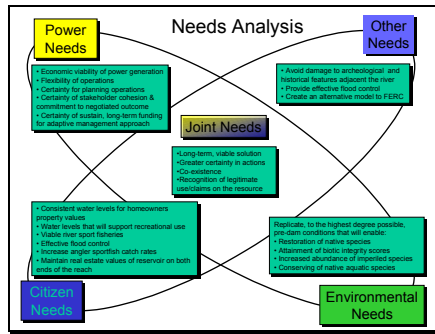 Needs Analysis
Power
Needs
Other
Needs
• Economic viability of power generation
• Flexibility of operations
• Certainty for planning operations
• Certainty of stakeholder cohesion &
commitment to negotiated outcome
• Certainty of sustain, long-term funding
for adaptive management approach
• Avoid damage to archeological and
historical features adjacent the river
• Provide effective flood control
• Create an alternative model to FERC
Joint Needs
•Long-term, viable solution
•Greater certainty in actions
•Co-existence
•Recognition of legitimate
use/claims on the resource
• Consistent water levels for homeowners
property values
• Water levels that will support recreational use
• Viable river sport fisheries
• Effective flood control
• Increase angler sportfish catch rates
• Maintain real estate values of reservoir on both
ends of the reach
Replicate, to the highest degree possible,
pre-dam conditions that will enable:
• Restoration of native species
• Attainment of biotic integrity scores
• Increased abundance of imperiled species
• Conserving of native aquatic species
Citizen
Needs
Environmental
Needs